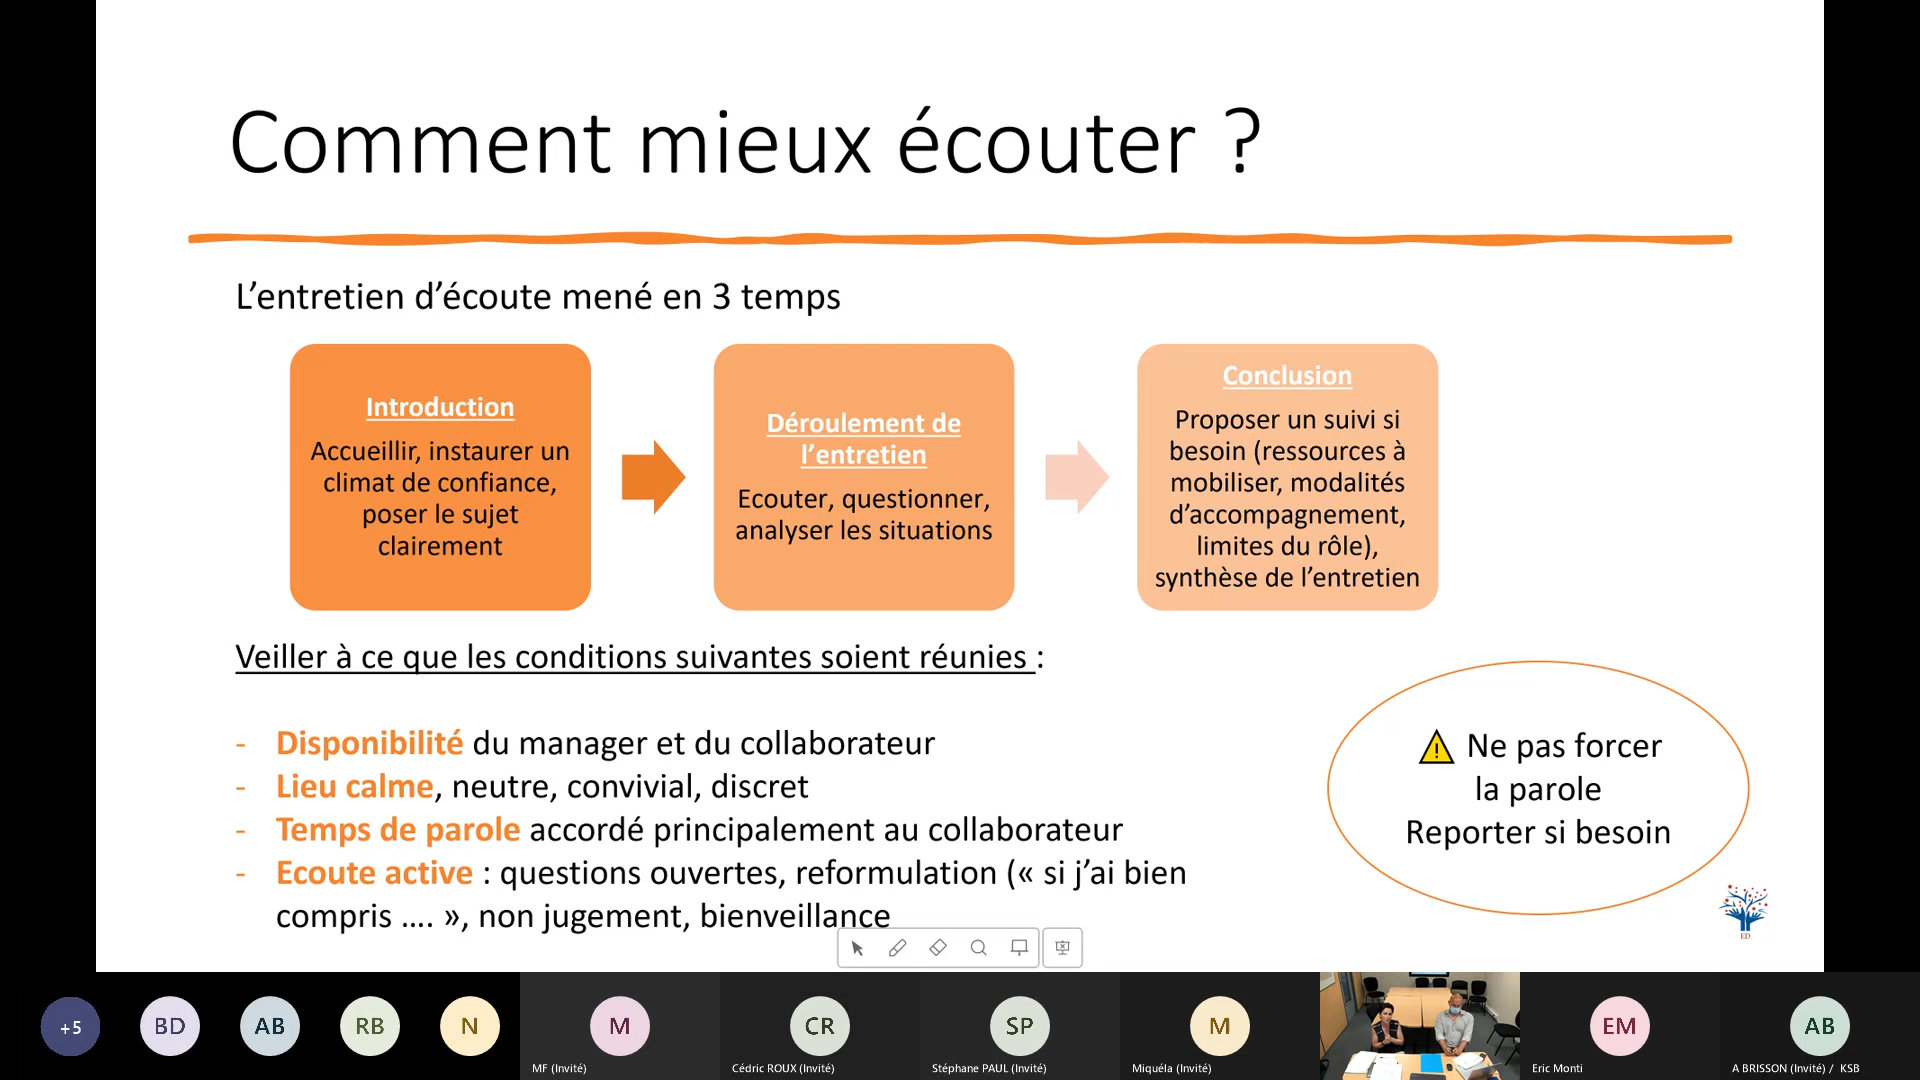 Comment mieux écouter ?
L’entretien d’écoute mené en 3 temps
Introduction
Accueillir, instaurer un
climat de confiance,
poser le sujet
clairement
Déroulement de
l’entretien
Ecouter, questionner,
analyser les situations
Conclusion
Proposer un suivi si
besoin (ressources à
mobiliser, modalités
d’accompagnement,
limites du rôle),
synthèse de l’entretien
Veiller à ce que les conditions suivantes soient réunies :
- Disponibilité du manager et du collaborateur
- Lieu calme, neutre, convivial, discret
- Temps de parole accordé principalement au collaborateur
- Ecoute active : questions ouvertes, reformulation (« si j’ai bien
compris …. », non jugement, bienveillance
Ne pas forcer
la parole
Reporter si besoin
ED
+5
BD
AB
RB
N
M
MF (Invité)
CR
Cédric ROUX (Invité)
SP
Stéphane PAUL (Invité)
M
Miquéla (Invité)
EM
Eric Monti
AB
A BRISSON (Invité) / KSB